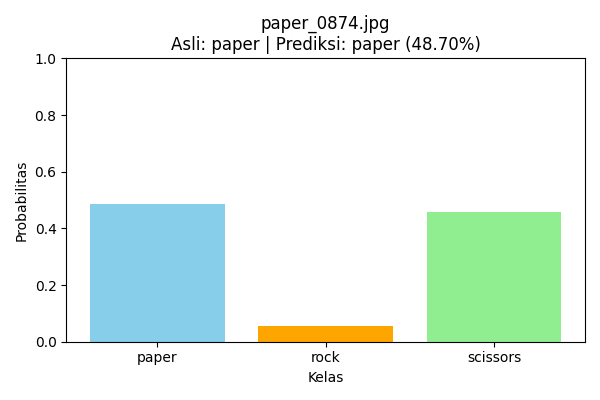 paper_0874.jpg
Asli: paper | Prediksi: paper (48.70%)
1.0
0.8
0.6
0.4
0.2
0.0
Probabilitas
paper rock scissors
Kelas